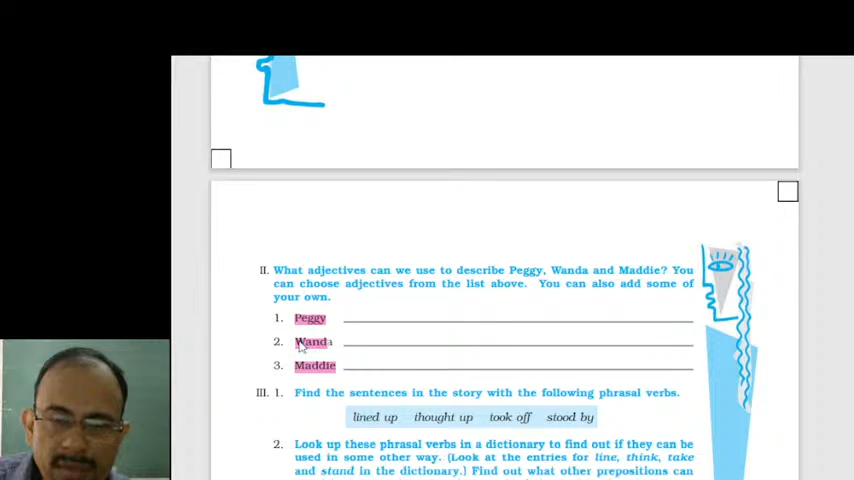 II. What adjectives can we use to describe Peggy, Wanda and Maddie? You
can choose adjectives from the list above. You can also add some of
your own.
1. Peggy
2. Wanda
3. Maddie
III. 1. Find the sentences in the story with the following phrasal verbs.
lined up thought up took off stood by
2. Look up these phrasal verbs in a dictionary to find out if they can be
used in some other way. (Look at the entries for line, think, take
and stand in the dictionary.) Find out what other prepositions can